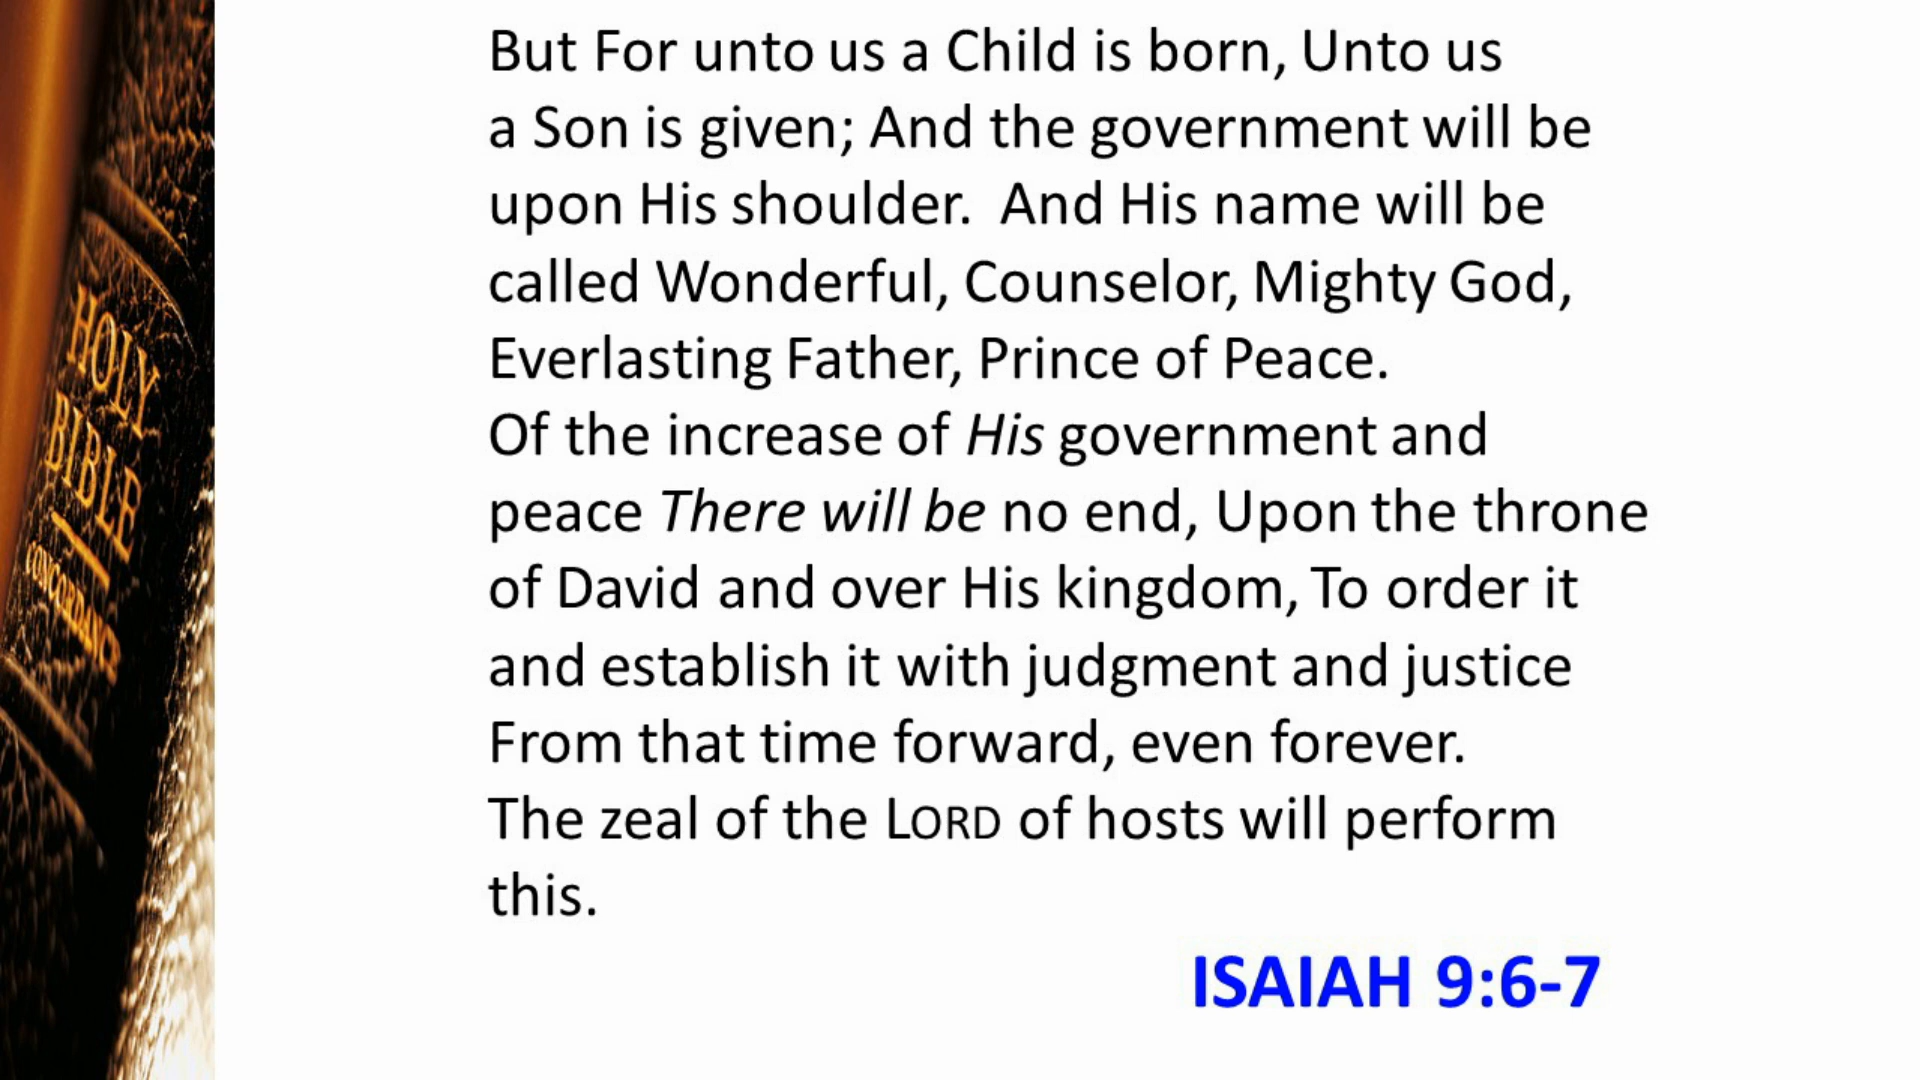 But For unto us a Child is born, Unto us
a Son is given; And the government will be
upon His shoulder.  And His name will be
called Wonderful, Counselor, Mighty God,
Everlasting Father, Prince of Peace.
Of the increase of His government and
peace There will be no end, Upon the throne
of David and over His kingdom, To order it
and establish it with judgment and justice
From that time forward, even forever.
The zeal of the LORD of hosts will perform
this.
ISAIAH 9:6-7
HOLY
BIBLE